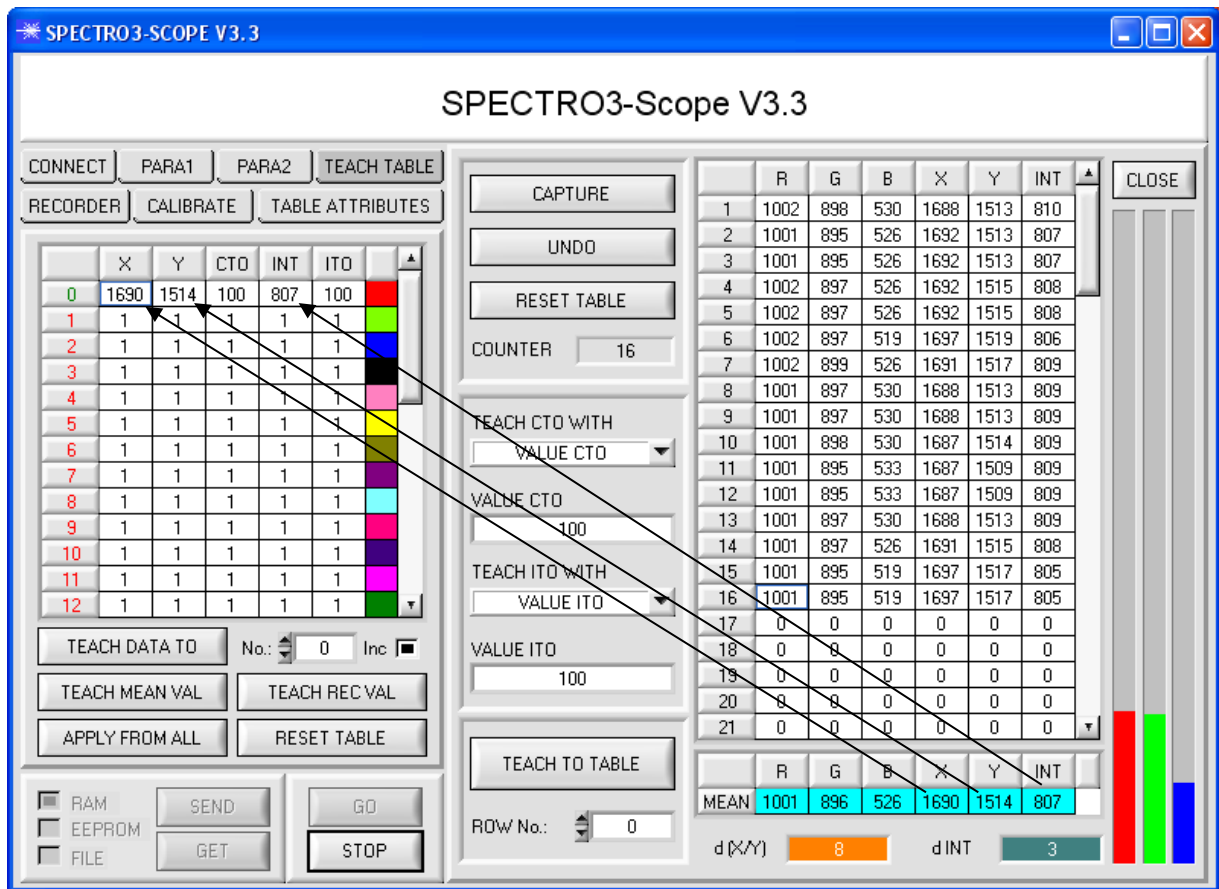 SPECTRO3-SCOPE V3.3
SPECTRO3-Scope V3.3
CONNECT PARA1 PARA2 TEACH TABLE
RECORDER CALIBRATE TABLE ATTRIBUTES
X Y CTO INT ITO
0 1690 1514 100 807 100
1 1 1 1 1 1
2 1 1 1 1 1
3 1 1 1 1 1
4 1 1 1 1 1
5 1 1 1 1 1
6 1 1 1 1 1
7 1 1 1 1 1
8 1 1 1 1 1
9 1 1 1 1 1
10 1 1 1 1 1
11 1 1 1 1 1
12 1 1 1 1 1
TEACH DATA TO No.: 0 Inc
TEACH MEAN VAL TEACH REC VAL
APPLY FROM ALL RESET TABLE
RAM
EEPROM
FILE
SEND
GET
GO
STOP
CAPTURE
UNDO
RESET TABLE
COUNTER 16
TEACH CTO WITH
VALUE CTO
VALUE CTO
100
TEACH ITO WITH
VALUE ITO
VALUE ITO
100
TEACH TO TABLE
ROW No.: 0
R G B X Y INT
1 1002 898 530 1688 1513 810
2 1001 895 526 1692 1513 807
3 1001 895 526 1692 1513 807
4 1002 897 526 1692 1515 808
5 1002 897 526 1692 1515 808
6 1002 897 519 1697 1519 806
7 1002 899 526 1691 1517 809
8 1001 897 530 1688 1513 809
9 1001 897 530 1688 1513 809
10 1001 898 530 1687 1514 809
11 1001 895 533 1687 1509 809
12 1001 895 533 1687 1509 809
13 1001 897 530 1688 1513 809
14 1001 897 526 1691 1515 808
15 1001 895 519 1697 1517 805
16 1001 895 519 1697 1517 805
17 0 0 0 0 0 0
18 0 0 0 0 0 0
19 0 0 0 0 0 0
20 0 0 0 0 0 0
21 0 0 0 0 0 0
R G B X Y INT
MEAN 1001 896 526 1690 1514 807
d (X/Y) 8 d INT 3
CLOSE